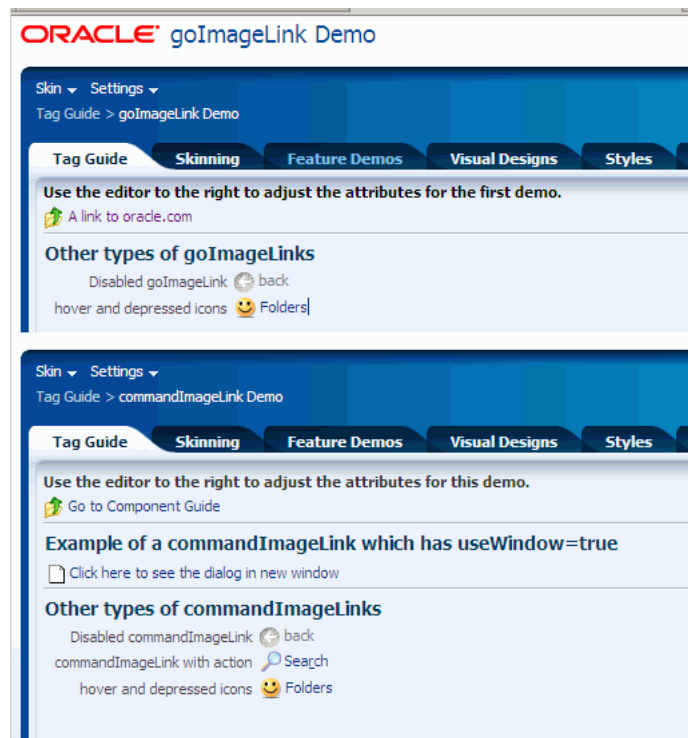 ORACLE goImageLink Demo
Skin Settings
Tag Guide > goImageLink Demo
Tag Guide Skinning Feature Demos Visual Designs Styles
Use the editor to the right to adjust the attributes for the first demo.
A link to oracle.com
Other types of goImageLinks
Disabled goImageLink back
hover and depressed icons Folders
Skin Settings
Tag Guide > commandImageLink Demo
Tag Guide Skinning Feature Demos Visual Designs Styles
Use the editor to the right to adjust the attributes for this demo.
Go to Component Guide
Example of a commandImageLink which has useWindow=true
Click here to see the dialog in new window
Other types of commandImageLinks
Disabled commandImageLink back
commandImageLink with action Search
hover and depressed icons Folders